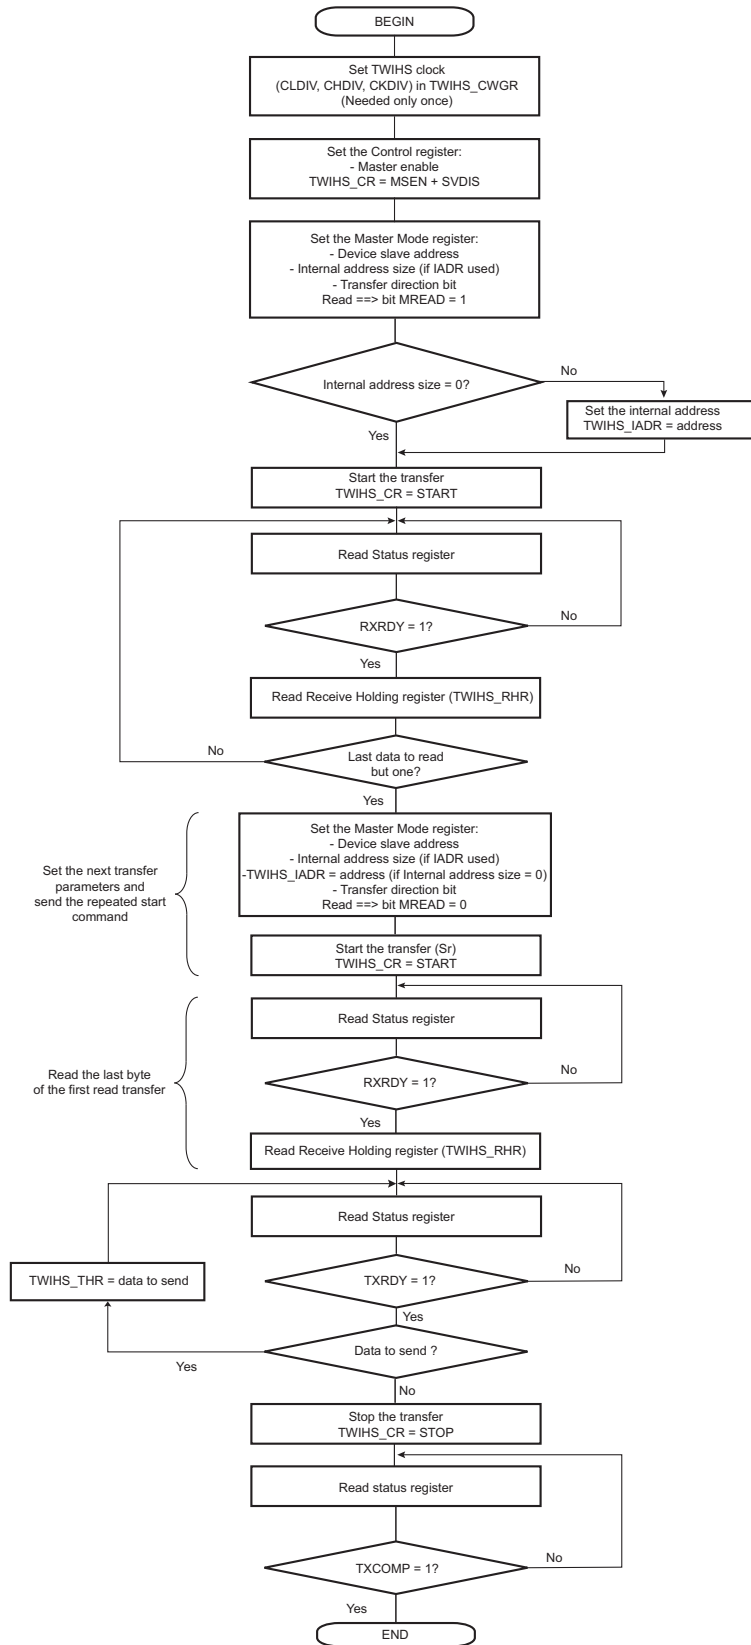 BEGIN
Set TWIHS clock
(CLDIV, CHDIV, CKDIV) in TWIHS_CWGR
(Needed only once)
Set the Control register:
- Master enable
TWIHS_CR = MSEN + SVDIS
Set the Master Mode register:
- Device slave address
- Internal address size (if IADR used)
- Transfer direction bit
Read ==> bit MREAD = 1
Internal address size = 0?
No
Set the internal address
TWIHS_IADR = address
Yes
Start the transfer
TWIHS_CR = START
Read Status register
RXRDY = 1?
No
Yes
Read Receive Holding register (TWIHS_RHR)
No
Last data to read
but one?
Yes
Set the next transfer
parameters and
send the repeated start
command
Set the Master Mode register:
- Device slave address
- Internal address size (if IADR used)
-TWIHS_IADR = address (if Internal address size = 0)
- Transfer direction bit
Read ==> bit MREAD = 0
Start the transfer (Sr)
TWIHS_CR = START
Read the last byte
of the first read transfer
Read Status register
RXRDY = 1?
No
Yes
Read Receive Holding register (TWIHS_RHR)
Read Status register
TWIHS_THR = data to send
TXRDY = 1?
No
Yes
Data to send ?
Yes
No
Stop the transfer
TWIHS_CR = STOP
Read status register
TXCOMP = 1?
No
Yes
END